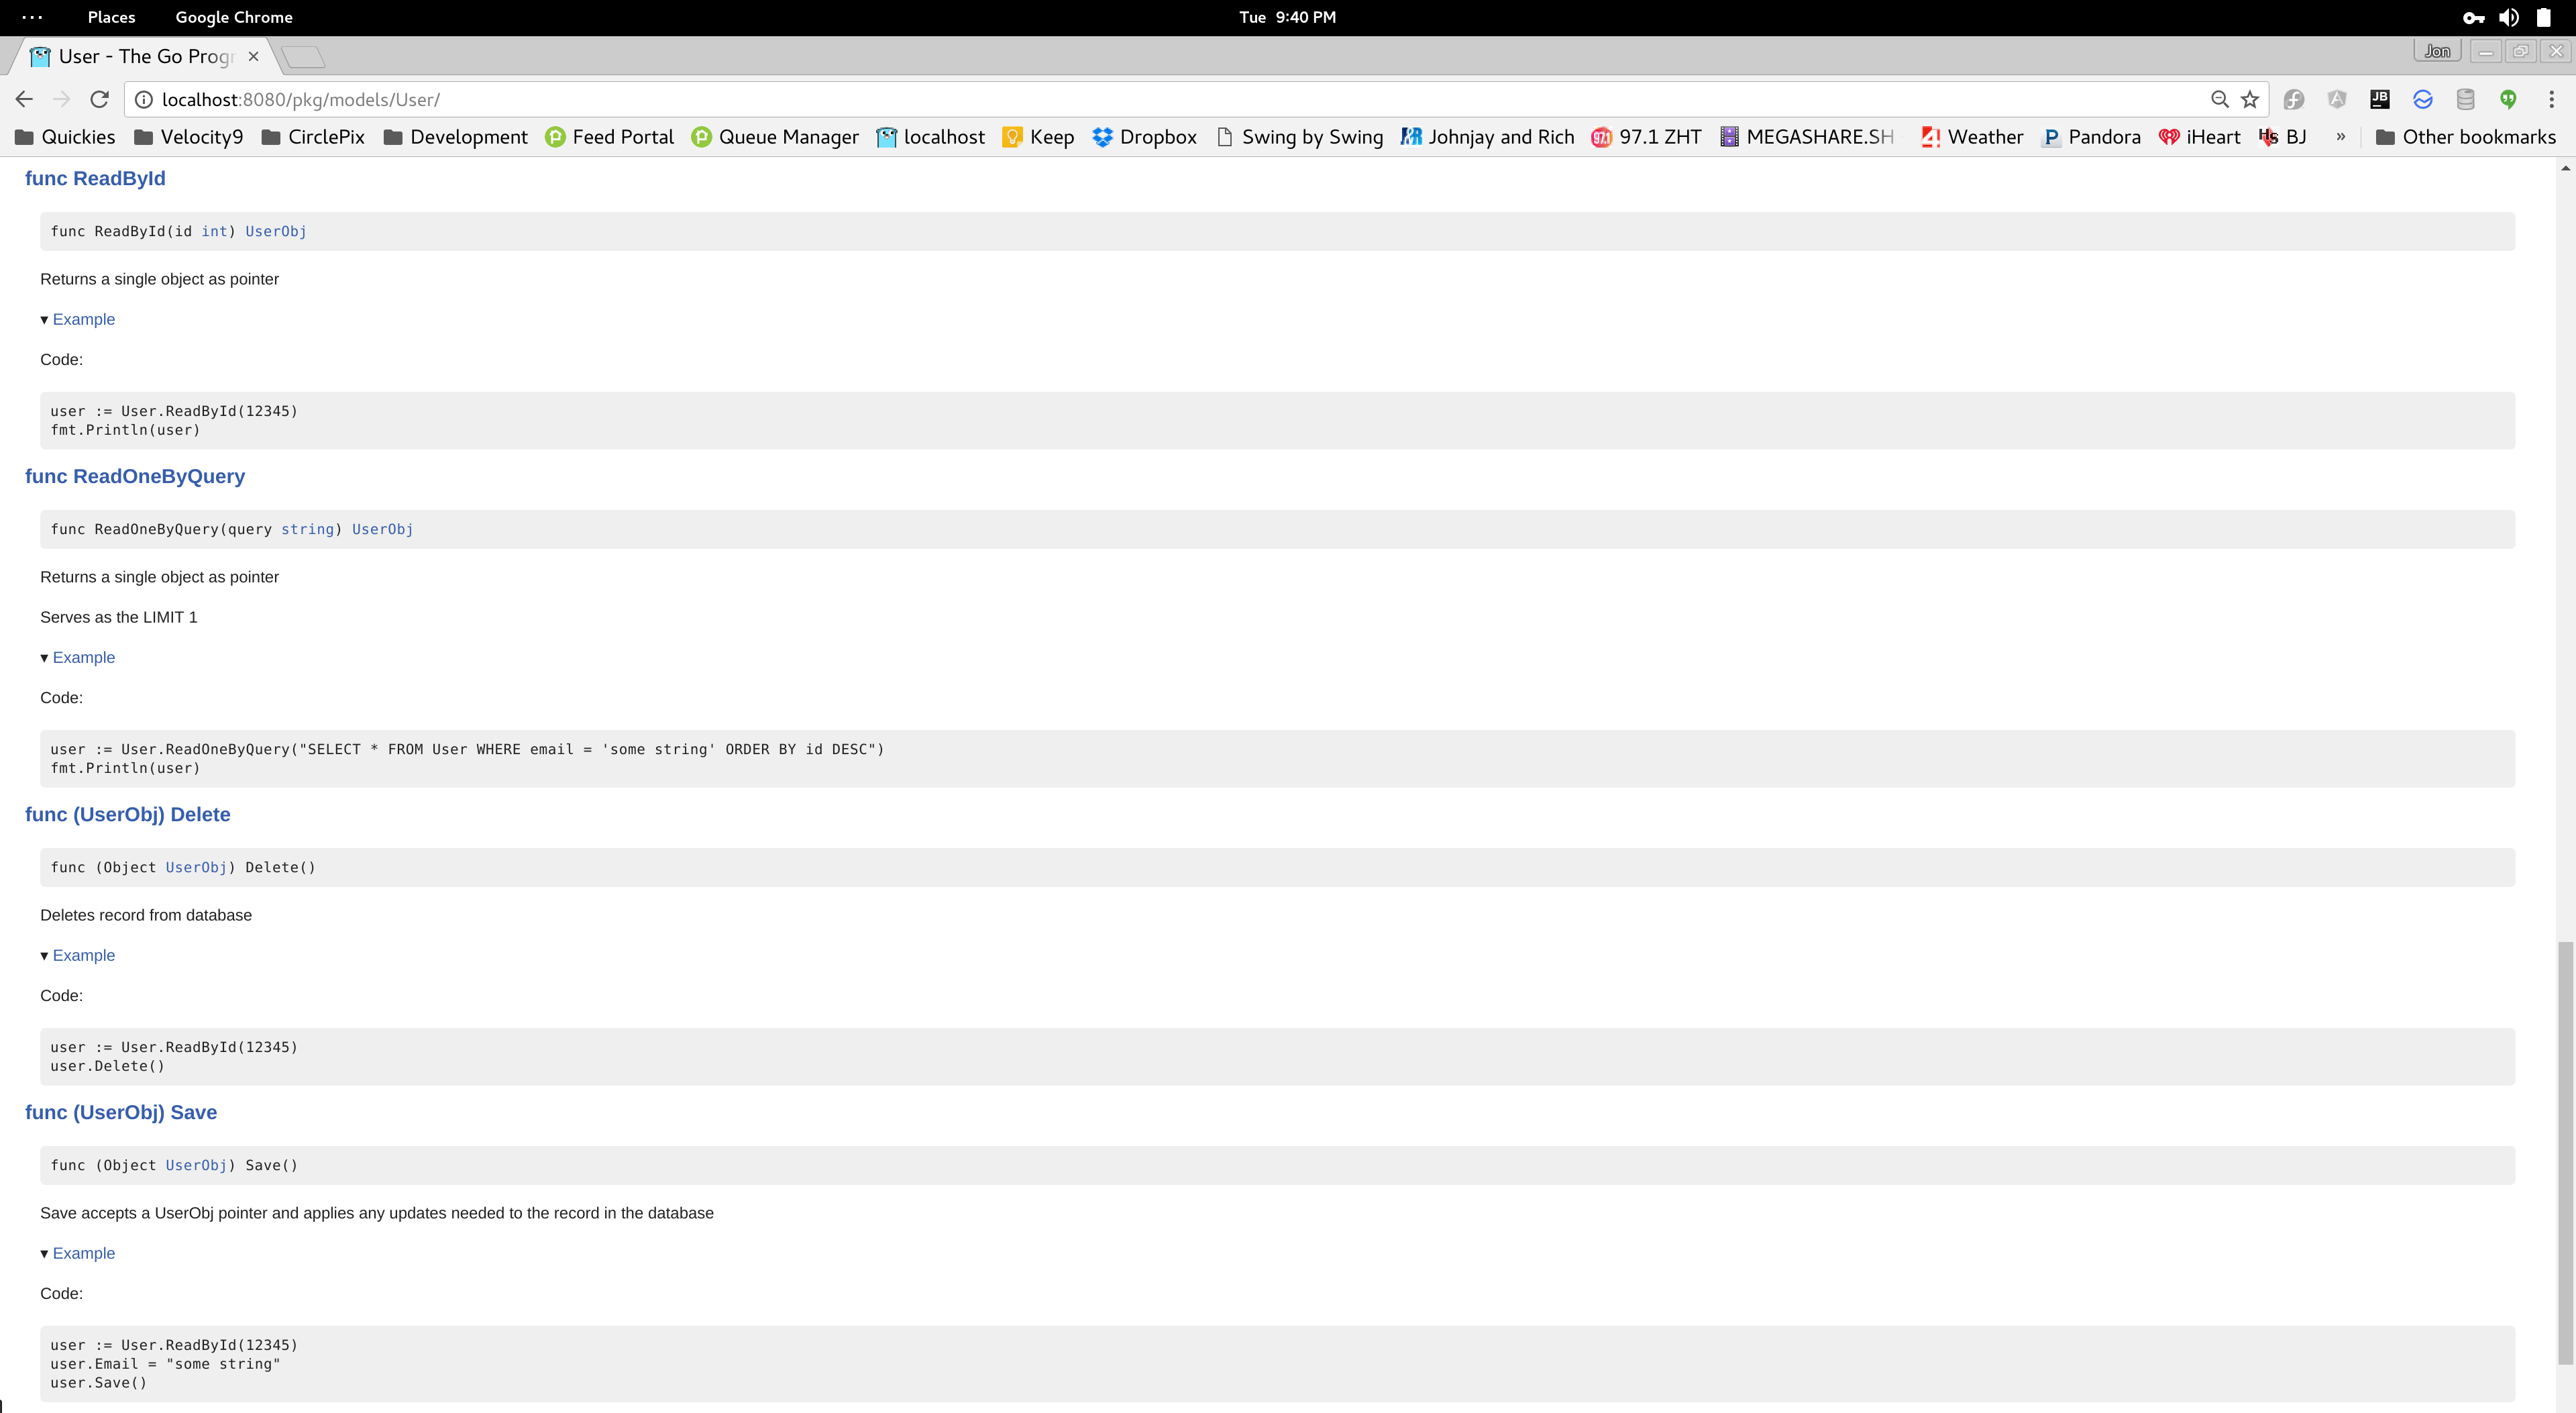 Places Google Chrome Tue 9:40 PM
User - The Go Progr Jon
localhost:8080/pkg/models/User/
Quickies Velocity9 CirclePix Development Feed Portal Queue Manager localhost Keep Dropbox Swing by Swing Johnjay and Rich 97.1 ZHT MEGASHARE.SH Weather Pandora iHeart BJ » Other bookmarks
func ReadById
func ReadById(id int) UserObj
Returns a single object as pointer
▾ Example
Code:
user := User.ReadById(12345)
fmt.Println(user)
func ReadOneByQuery
func ReadOneByQuery(query string) UserObj
Returns a single object as pointer
Serves as the LIMIT 1
▾ Example
Code:
user := User.ReadOneByQuery("SELECT * FROM User WHERE email = 'some string' ORDER BY id DESC")
fmt.Println(user)
func (UserObj) Delete
func (Object UserObj) Delete()
Deletes record from database
▾ Example
Code:
user := User.ReadById(12345)
user.Delete()
func (UserObj) Save
func (Object UserObj) Save()
Save accepts a UserObj pointer and applies any updates needed to the record in the database
▾ Example
Code:
user := User.ReadById(12345)
user.Email = "some string"
user.Save()